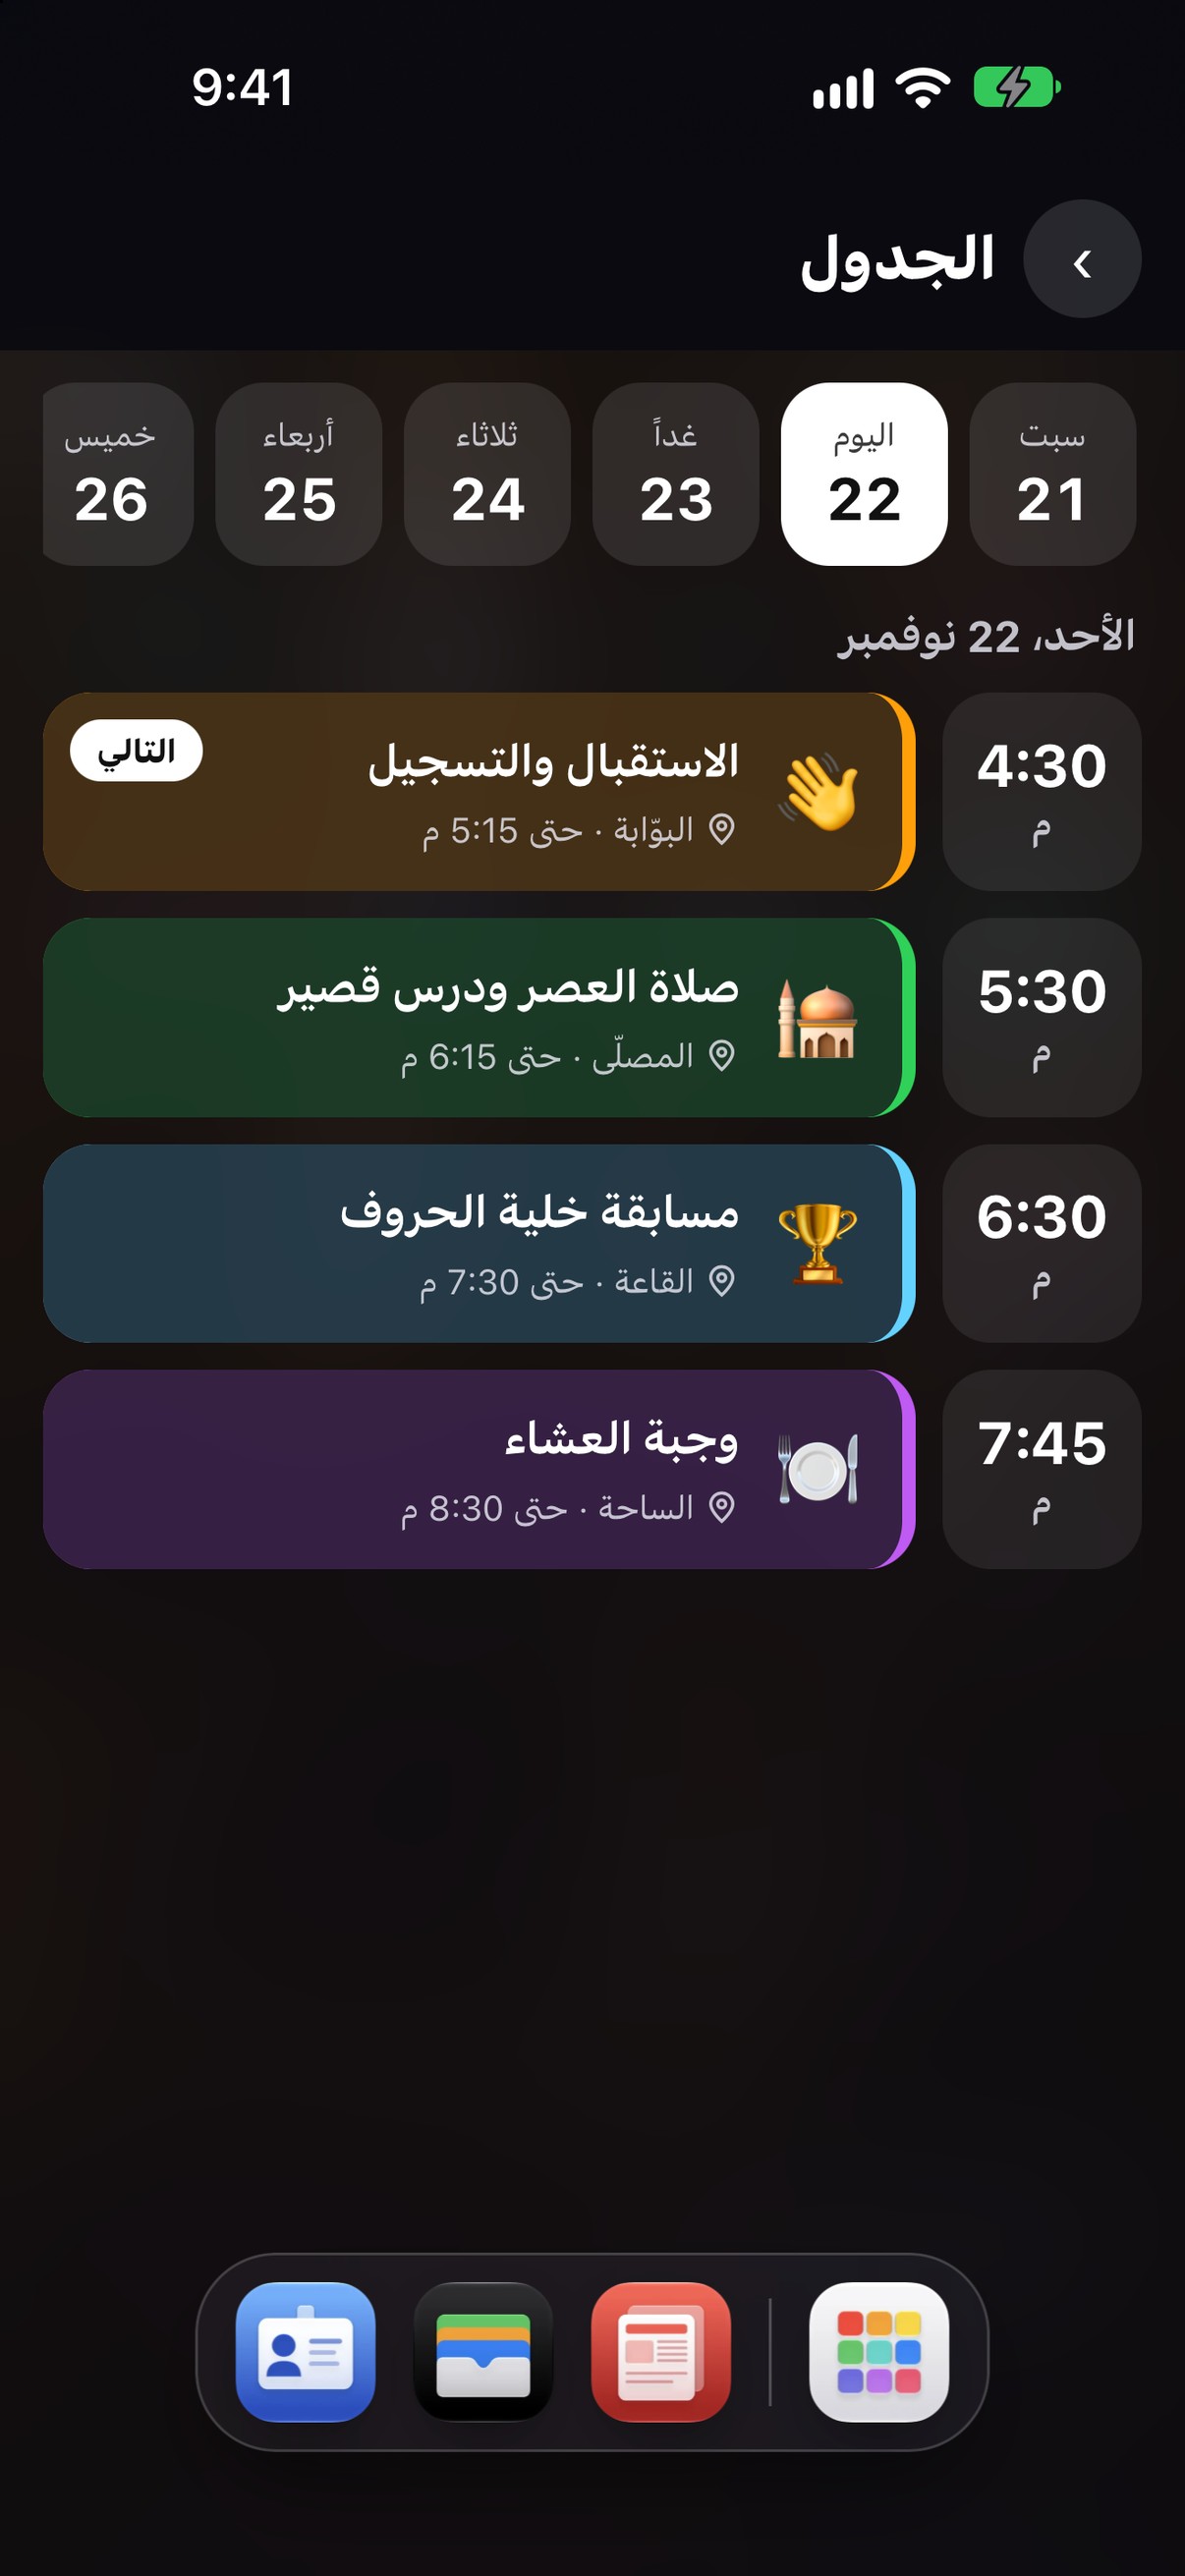 9:41
الجدول
سبت
21
اليوم
22
غداً
23
ثلاثاء
24
أربعاء
25
خميس
26
الأحد، 22 نوفمبر
4:30
م
الاستقبال والتسجيل
التالي
البوّابة · حتى 5:15 م
5:30
م
صلاة العصر ودرس قصير
المصلّى · حتى 6:15 م
6:30
م
مسابقة خلية الحروف
القاعة · حتى 7:30 م
7:45
م
وجبة العشاء
الساحة · حتى 8:30 م